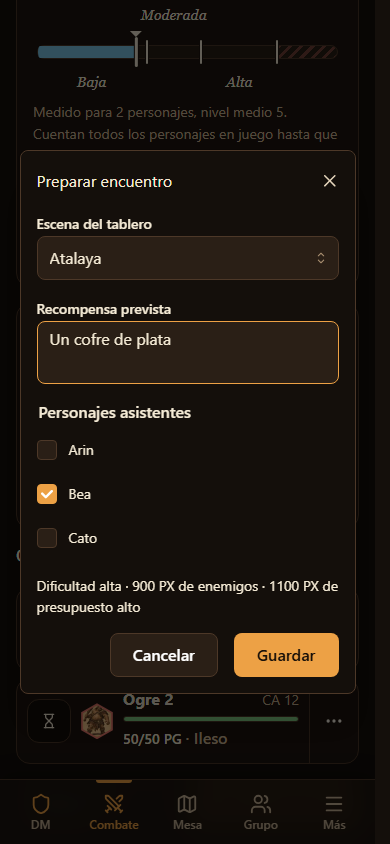 Moderada
Baja
Alta
Medido para 2 personajes, nivel medio 5.
Cuentan todos los personajes en juego hasta que
Preparar encuentro
Escena del tablero
Atalaya
Recompensa prevista
Un cofre de plata
Personajes asistentes
Arin
Bea
Cato
Dificultad alta · 900 PX de enemigos · 1100 PX de
presupuesto alto
Cancelar
Guardar
Ogre 2
CA 12
50/50 PG · Ileso
DM
Combate
Mesa
Grupo
Más